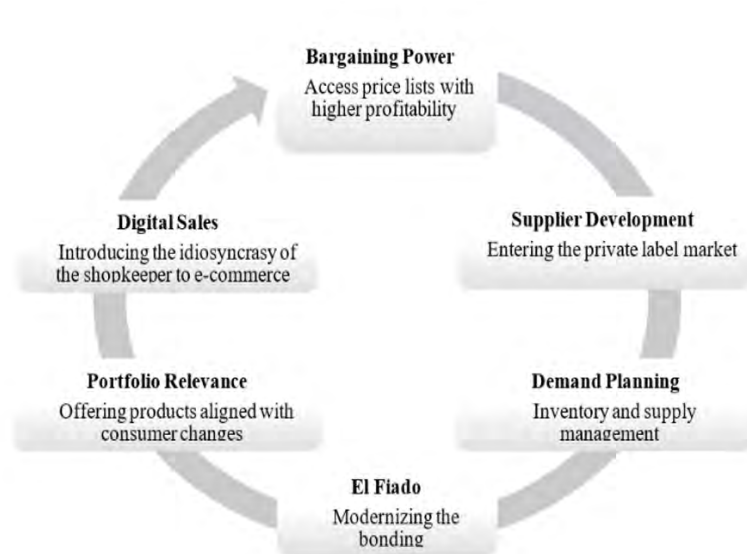 Bargaining Power
Access price lists with
higher profitability
Supplier Development
Entering the private label market
Demand Planning
Inventory and supply
management
El Fiado
Modernizing the
bonding
Portfolio Relevance
Offering products aligned with
consumer changes
Digital Sales
Introducing the idiosyncrasy of
the shopkeeper to e-commerce